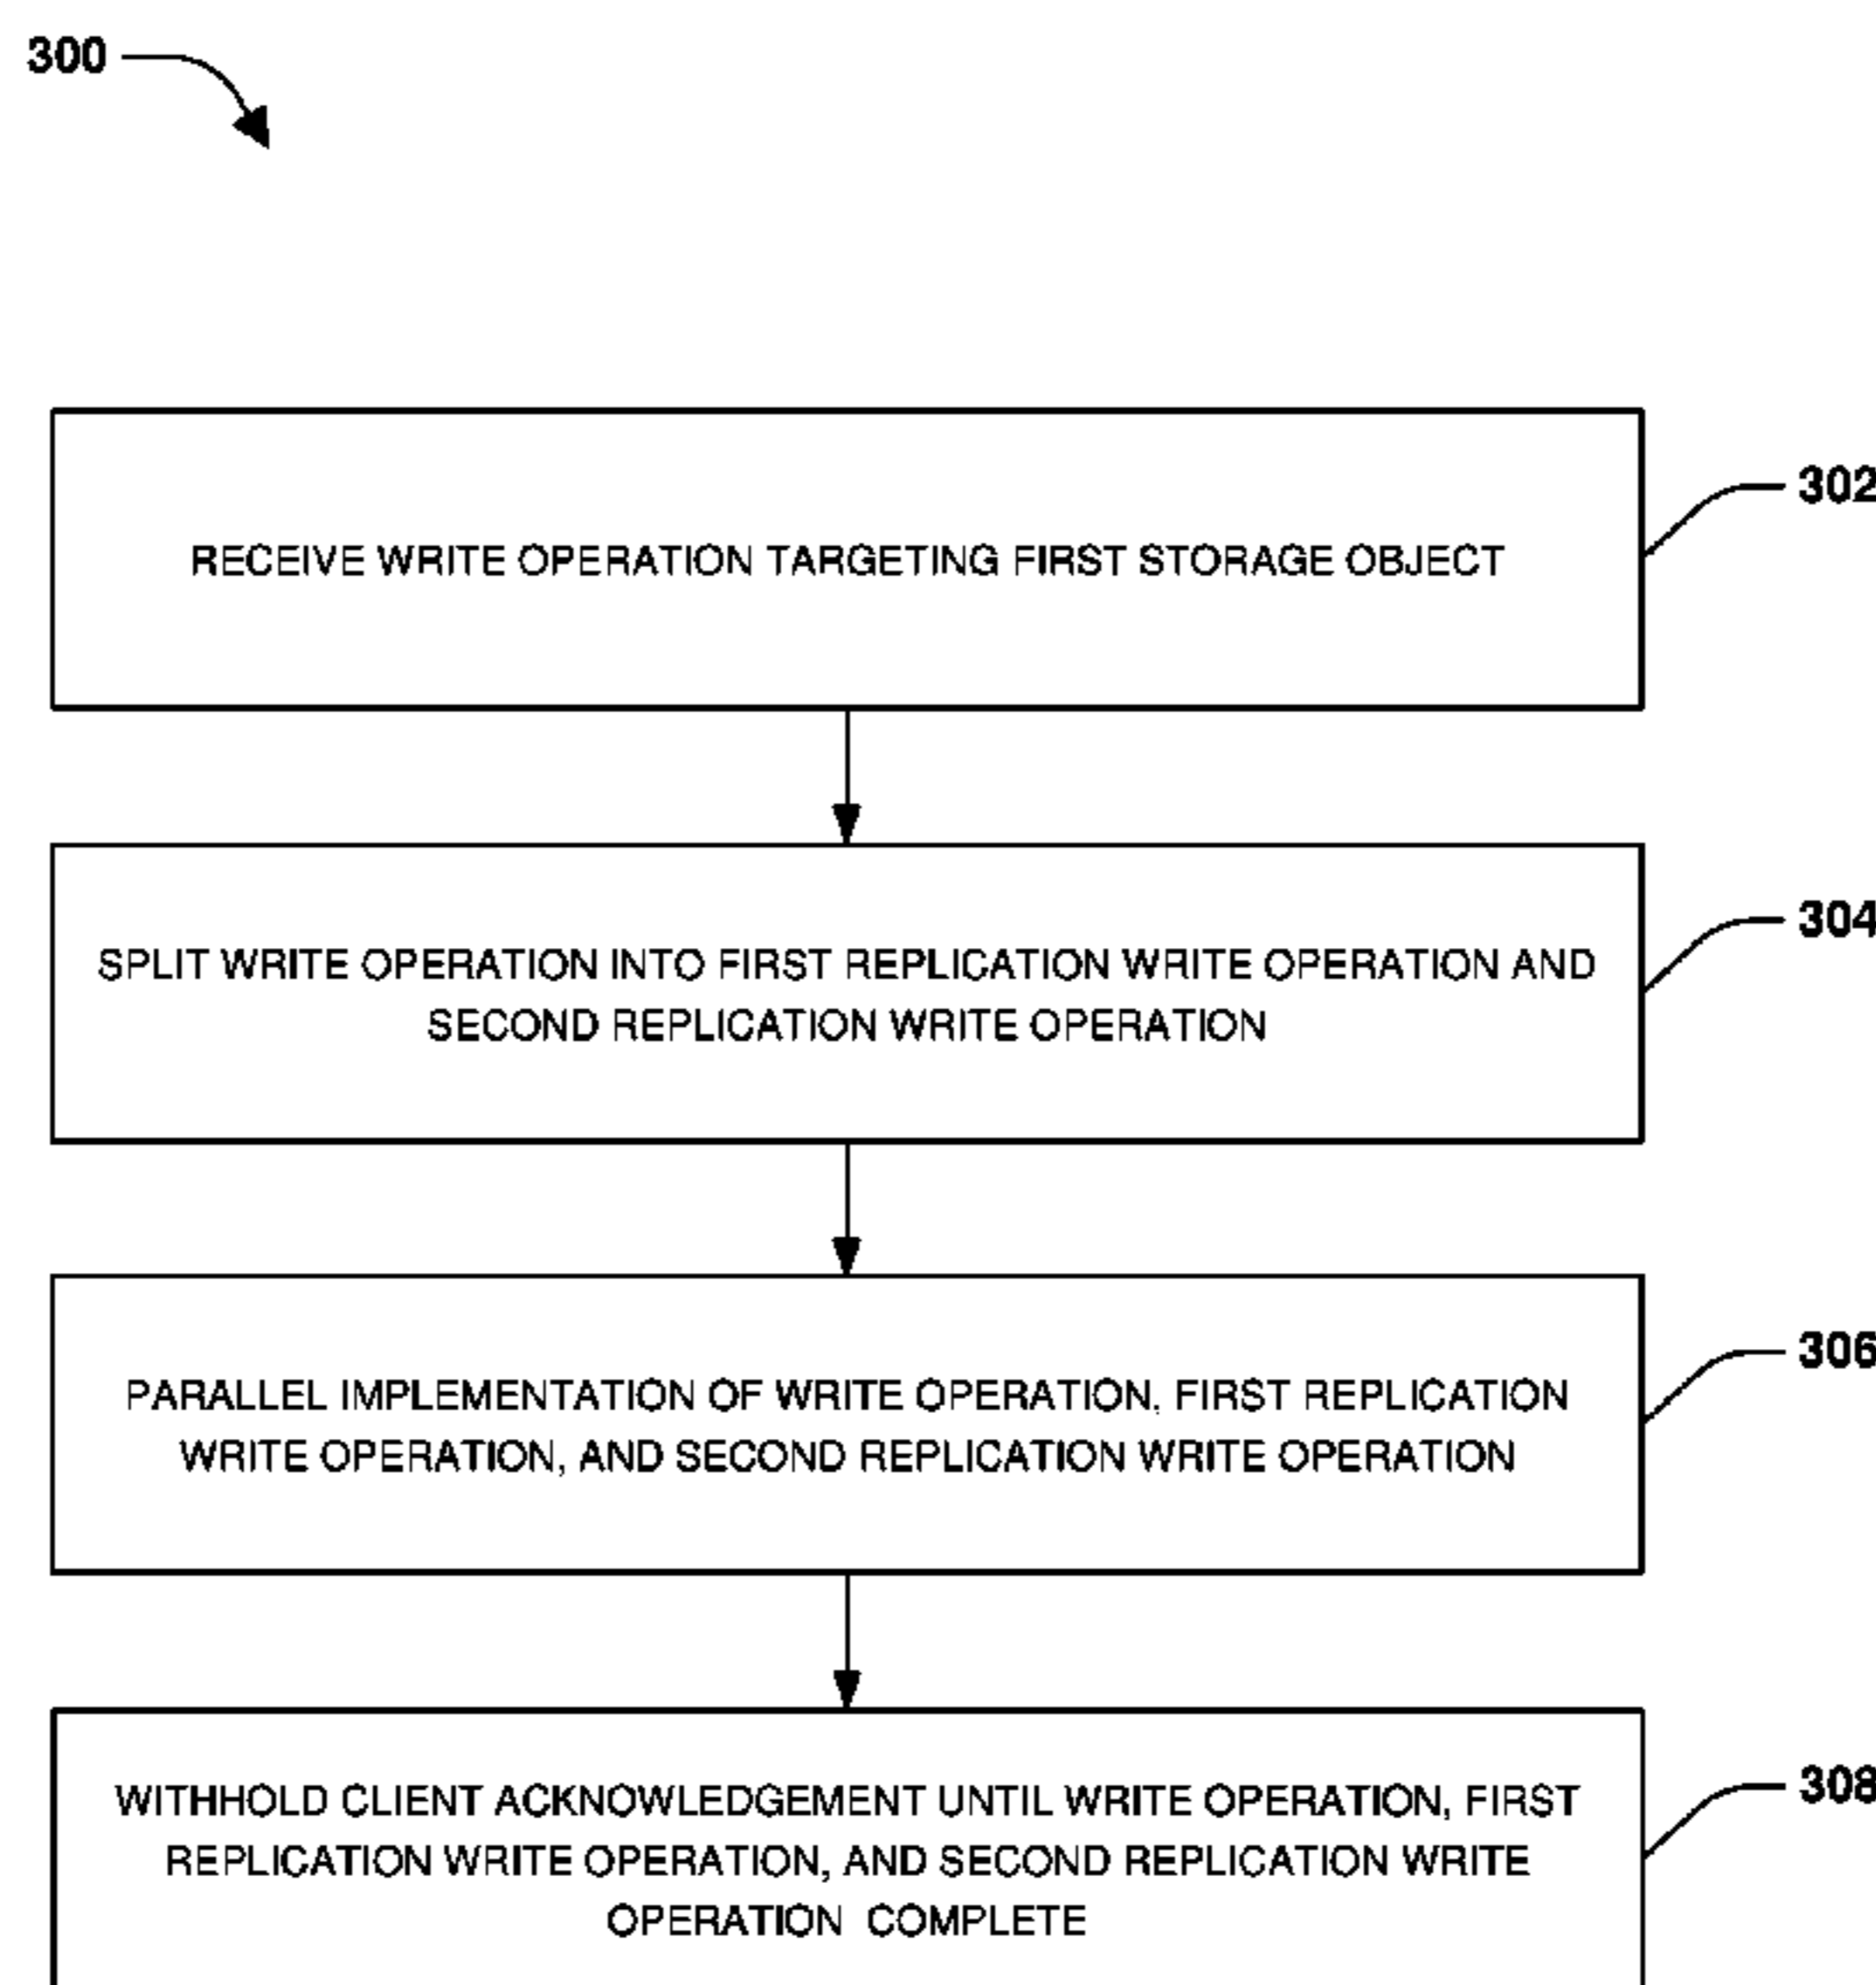 300
302
RECEIVE WRITE OPERATION TARGETING FIRST STORAGE OBJECT
304
SPLIT WRITE OPERATION INTO FIRST REPLICATION WRITE OPERATION AND
SECOND REPLICATION WRITE OPERATION
306
PARALLEL IMPLEMENTATION OF WRITE OPERATION, FIRST REPLICATION
WRITE OPERATION, AND SECOND REPLICATION WRITE OPERATION
308
WITHHOLD CLIENT ACKNOWLEDGEMENT UNTIL WRITE OPERATION, FIRST
REPLICATION WRITE OPERATION, AND SECOND REPLICATION WRITE
OPERATION COMPLETE